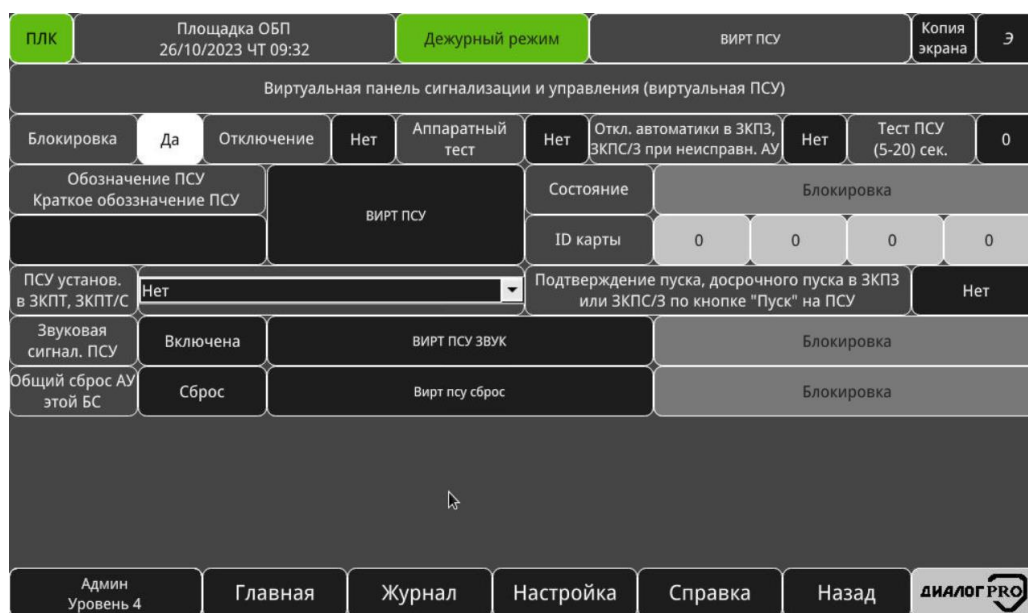 ПЛК
Площадка ОБП
26/10/2023 ЧТ 09:32
Дежурный режим
ВИРТ ПСУ
Копия
экрана
Э
Виртуальная панель сигнализации и управления (виртуальная ПСУ)
Блокировка
Да
Отключение
Нет
Аппаратный
тест
Нет
Откл. автоматики в ЗКПЗ,
ЗКПС/З при неисправн. АУ
Нет
Тест ПСУ
(5-20) сек.
0
Обозначение ПСУ
Краткое обоззначение ПСУ
ВИРТ ПСУ
Состояние
Блокировка
ID карты
0
0
0
0
ПСУ установ.
в ЗКПТ, ЗКПТ/С
Нет
Подтверждение пуска, досрочного пуска в ЗКПЗ
или ЗКПС/З по кнопке "Пуск" на ПСУ
Нет
Звуковая
сигнал. ПСУ
Включена
ВИРТ ПСУ ЗВУК
Блокировка
Общий сброс АУ
этой БС
Сброс
Вирт псу сброс
Блокировка
Админ
Уровень 4
Главная
Журнал
Настройка
Справка
Назад
ДИАЛОГ PRO